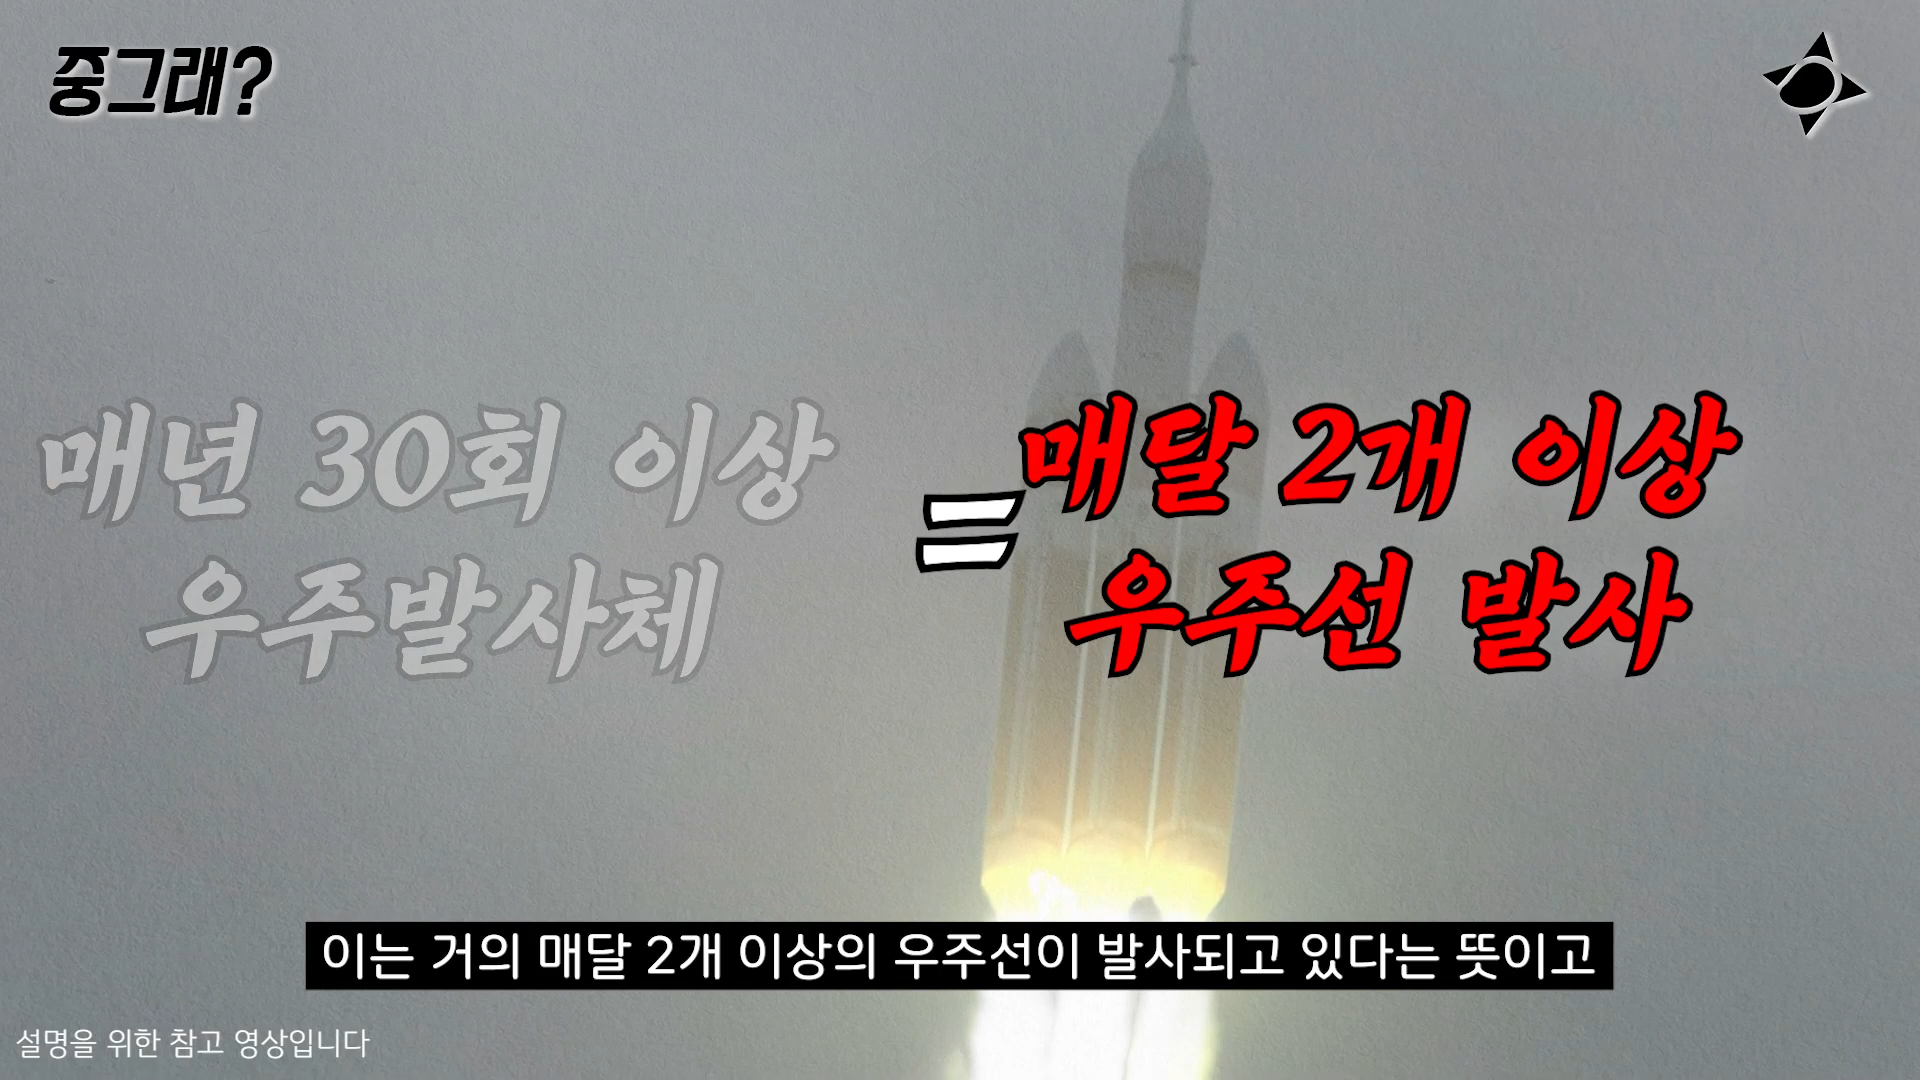 중그래?
매년 30회 이상
우주발사체
=
매달 2개 이상
우주선 발사
이는 거의 매달 2개 이상의 우주선이 발사되고 있다는 뜻이고
설명을 위한 참고 영상입니다